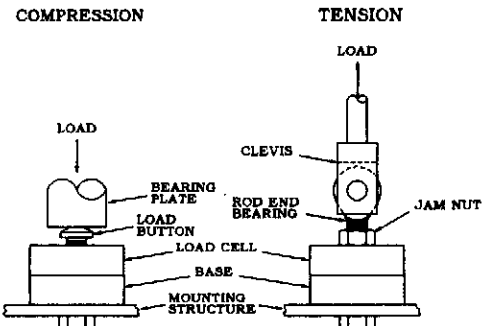 COMPRESSION
TENSION
LOAD
LOAD
CLEVIS
BEARING
PLATE
LOAD
BUTTON
ROD END
BEARING
JAM NUT
LOAD CELL
BASE
MOUNTING
STRUCTURE